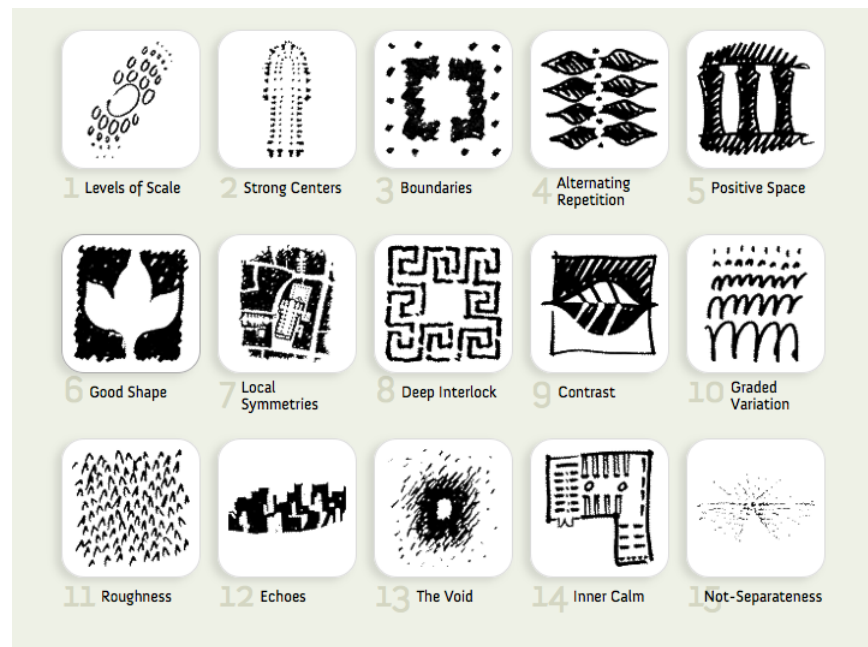 1 Levels of Scale
2 Strong Centers
3 Boundaries
4 Alternating
Repetition
5 Positive Space
6 Good Shape
7 Local
Symmetries
8 Deep Interlock
9 Contrast
10 Graded
Variation
11 Roughness
12 Echoes
13 The Void
14 Inner Calm
15 Not-Separateness